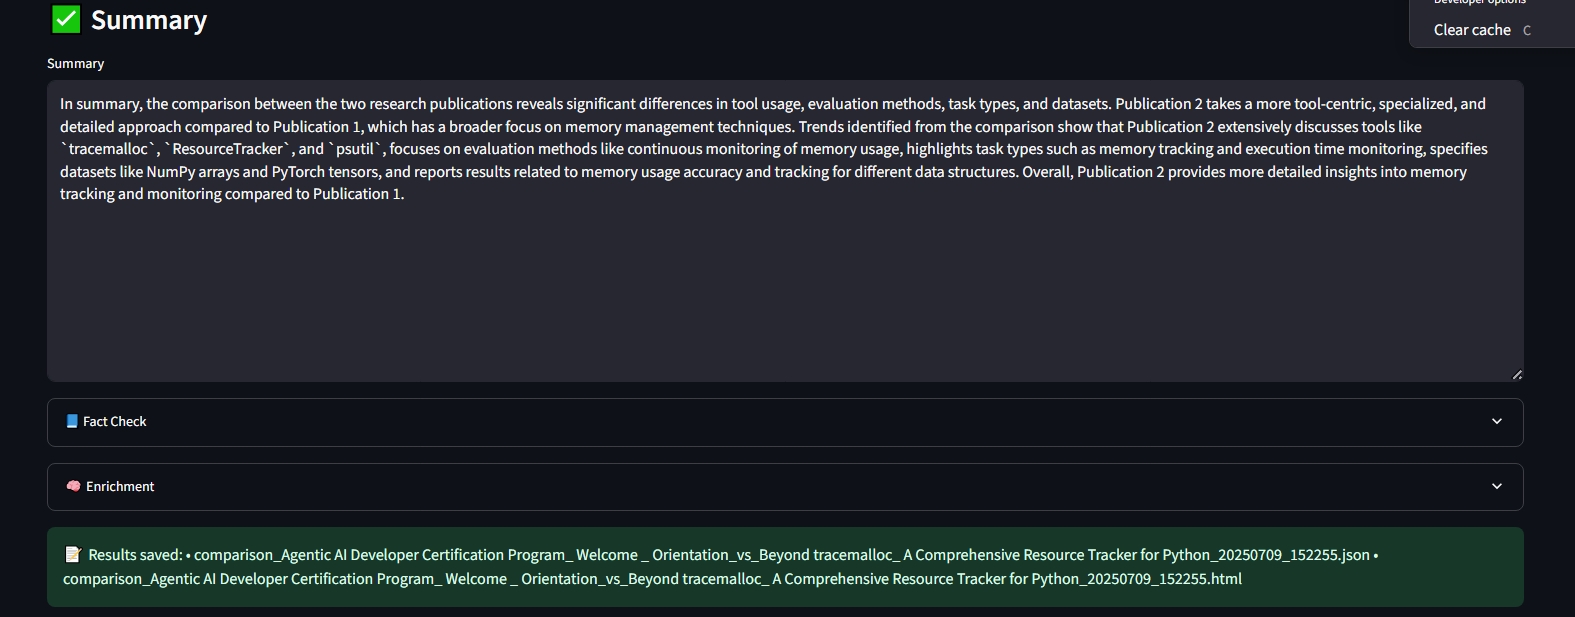 Developer options
Clear cache C
Summary
Summary
In summary, the comparison between the two research publications reveals significant differences in tool usage, evaluation methods, task types, and datasets. Publication 2 takes a more tool-centric, specialized, and
detailed approach compared to Publication 1, which has a broader focus on memory management techniques. Trends identified from the comparison show that Publication 2 extensively discusses tools like
`tracemalloc`, `ResourceTracker`, and `psutil`, focuses on evaluation methods like continuous monitoring of memory usage, highlights task types such as memory tracking and execution time monitoring, specifies
datasets like NumPy arrays and PyTorch tensors, and reports results related to memory usage accuracy and tracking for different data structures. Overall, Publication 2 provides more detailed insights into memory
tracking and monitoring compared to Publication 1.
Fact Check
Enrichment
Results saved: • comparison_Agentic AI Developer Certification Program_ Welcome _ Orientation_vs_Beyond tracemalloc_ A Comprehensive Resource Tracker for Python_20250709_152255.json •
comparison_Agentic AI Developer Certification Program_ Welcome _ Orientation_vs_Beyond tracemalloc_ A Comprehensive Resource Tracker for Python_20250709_152255.html